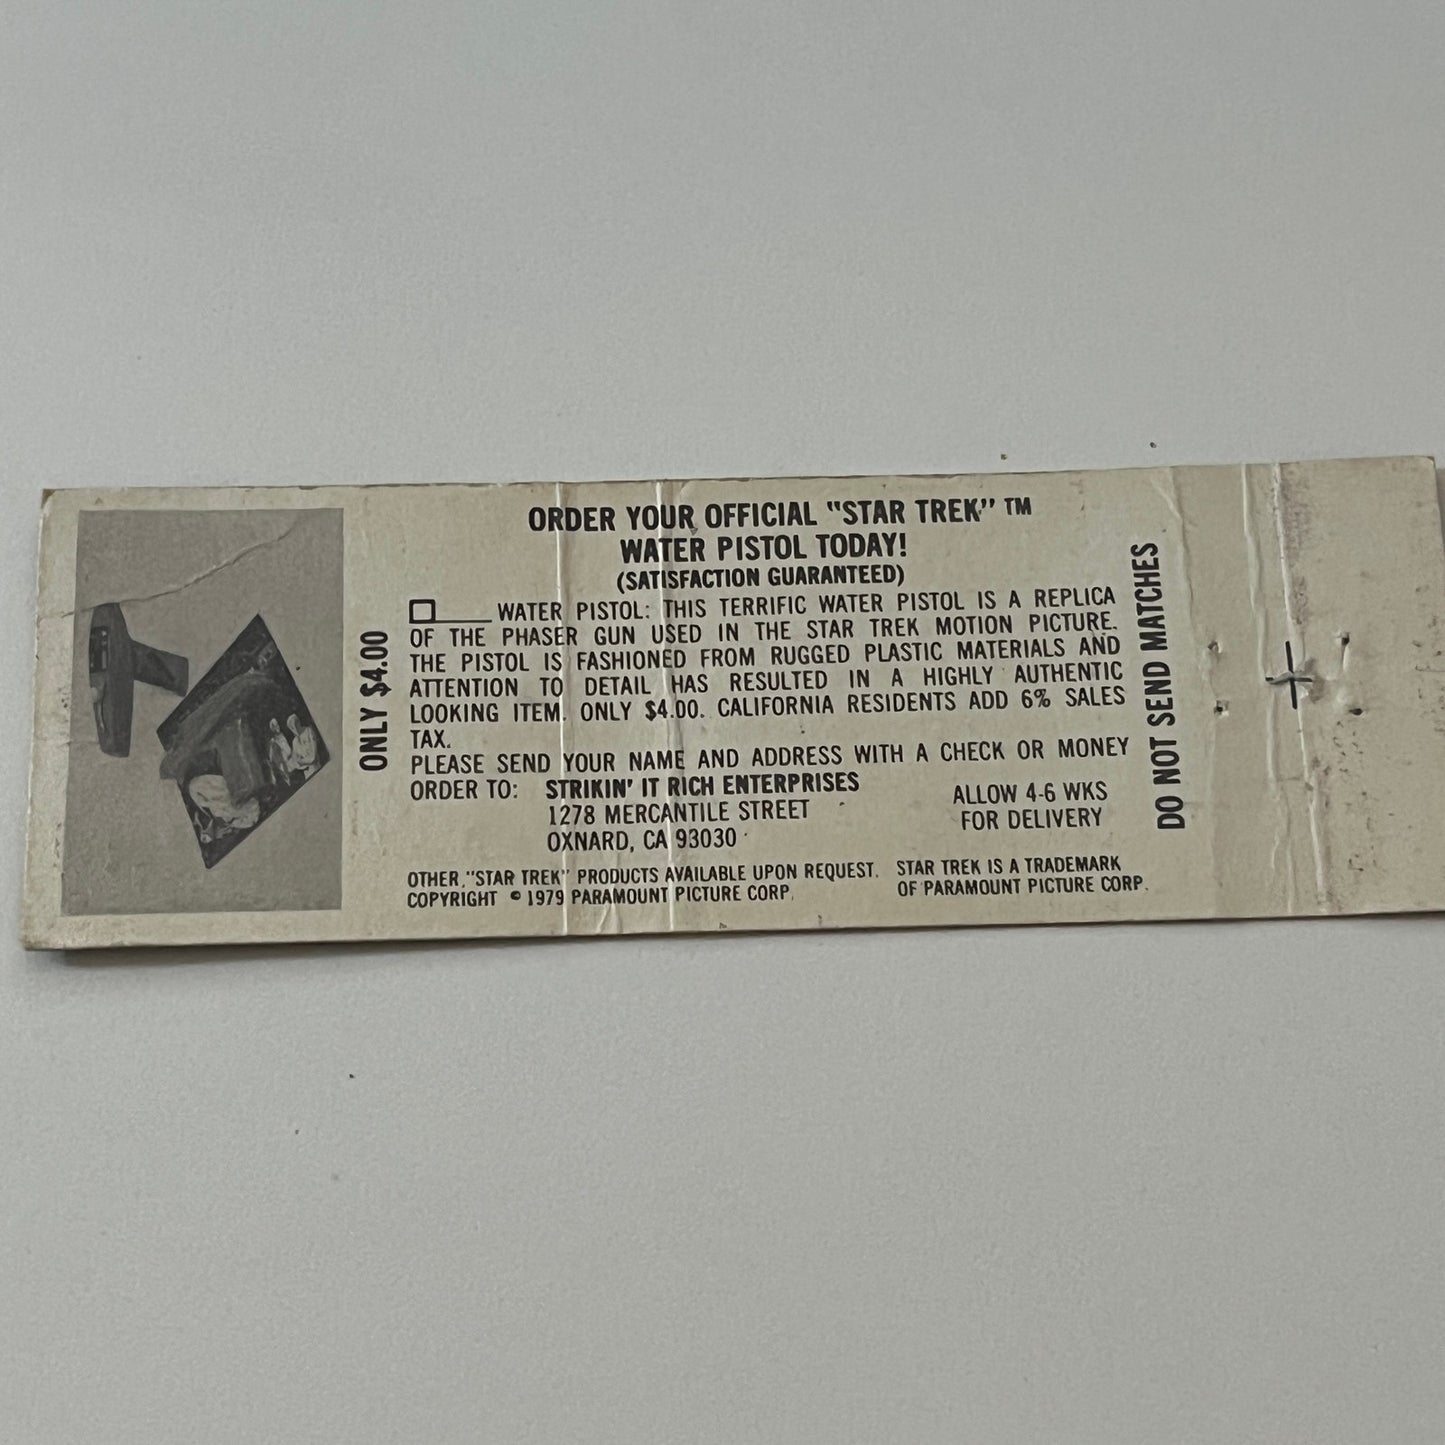 ORDER YOUR OFFICIAL "STAR TREK" ™
WATER PISTOL TODAY!
(SATISFACTION GUARANTEED)
ONLY $4.00
WATER PISTOL: THIS TERRIFIC WATER PISTOL IS A REPLICA
OF THE PHASER GUN USED IN THE STAR TREK MOTION PICTURE.
THE PISTOL IS FASHIONED FROM RUGGED PLASTIC MATERIALS AND
ATTENTION TO DETAIL HAS RESULTED IN A HIGHLY AUTHENTIC
LOOKING ITEM. ONLY $4.00. CALIFORNIA RESIDENTS ADD 6% SALES
TAX.
PLEASE SEND YOUR NAME AND ADDRESS WITH A CHECK OR MONEY
ORDER TO: STRIKIN' IT RICH ENTERPRISES
1278 MERCANTILE STREET
OXNARD, CA 93030
ALLOW 4-6 WKS
FOR DELIVERY
OTHER "STAR TREK" PRODUCTS AVAILABLE UPON REQUEST.
COPYRIGHT © 1979 PARAMOUNT PICTURE CORP.
STAR TREK IS A TRADEMARK
OF PARAMOUNT PICTURE CORP.
DO NOT SEND MATCHES